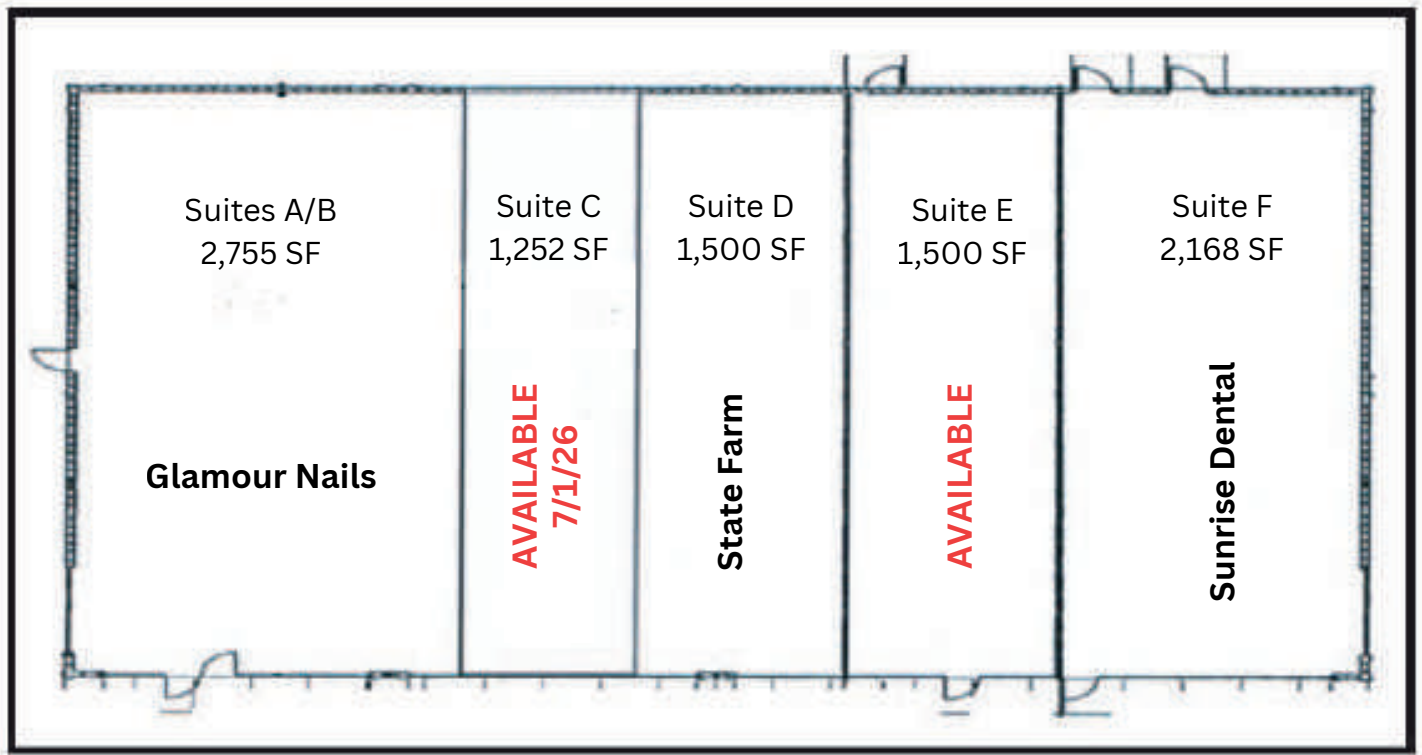 Suites A/B
2,755 SF
Glamour Nails
Suite C
1,252 SF
AVAILABLE
7/1/26
Suite D
1,500 SF
State Farm
Suite E
1,500 SF
AVAILABLE
Suite F
2,168 SF
Sunrise Dental